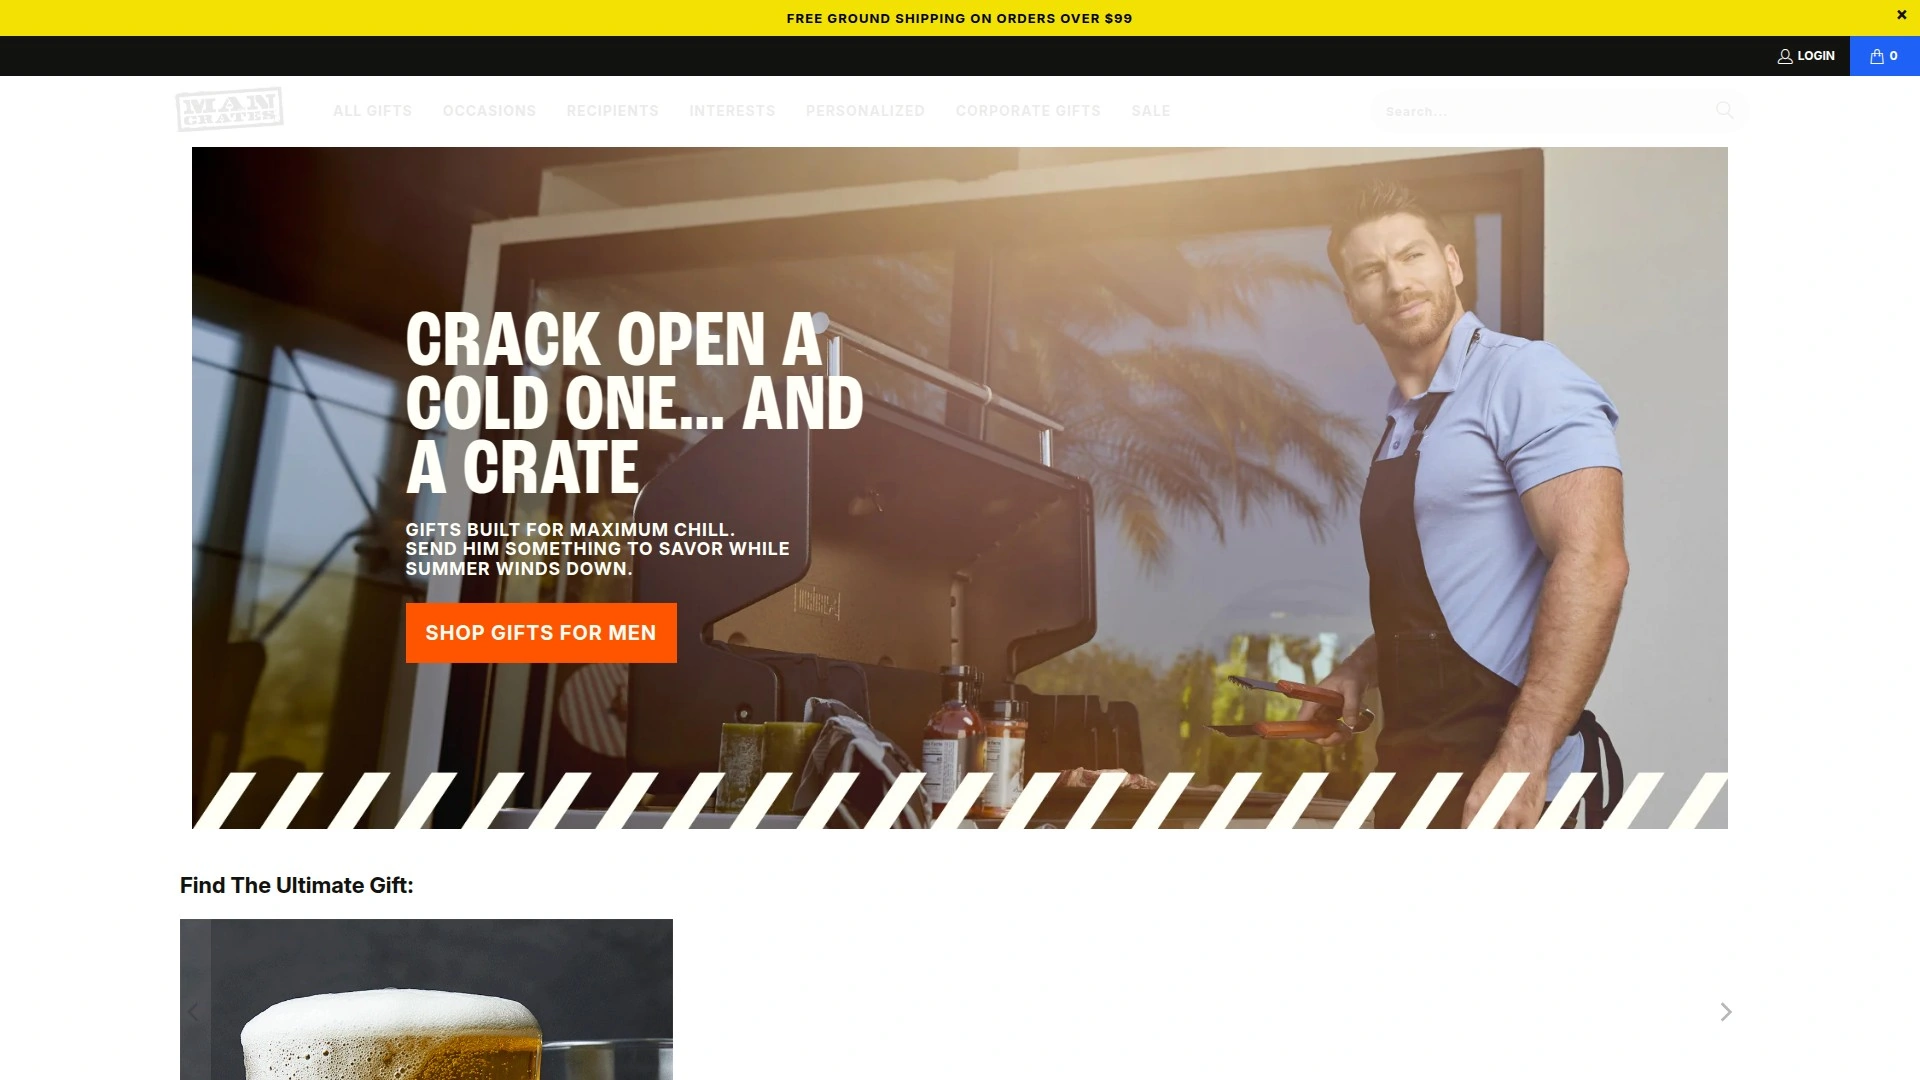 FREE GROUND SHIPPING ON ORDERS OVER $99
LOGIN
0
MAN
CRATES
ALL GIFTS
OCCASIONS
RECIPIENTS
INTERESTS
PERSONALIZED
CORPORATE GIFTS
SALE
Search...
CRACK OPEN A
COLD ONE... AND
A CRATE
GIFTS BUILT FOR MAXIMUM CHILL.
SEND HIM SOMETHING TO SAVOR WHILE
SUMMER WINDS DOWN.
SHOP GIFTS FOR MEN
Find The Ultimate Gift: